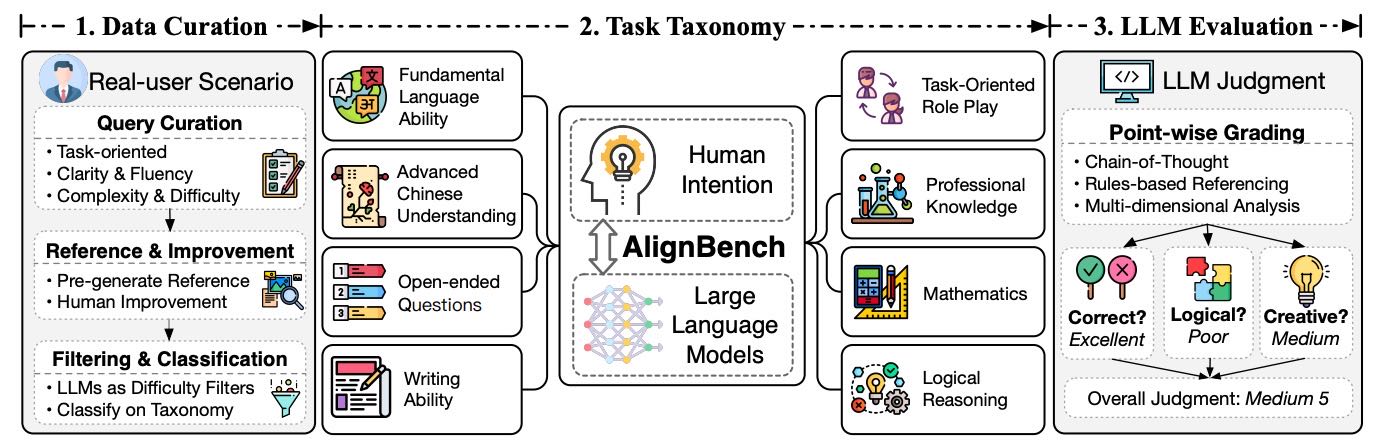 1. Data Curation
2. Task Taxonomy
3. LLM Evaluation
Real-user Scenario
Query Curation
• Task-oriented
• Clarity & Fluency
• Complexity & Difficulty
Reference & Improvement
• Pre-generate Reference
• Human Improvement
Filtering & Classification
• LLMs as Difficulty Filters
• Classify on Taxonomy
A
文
अ
Fundamental
Language
Ability
Advanced
Chinese
Understanding
1
2
3
Open-ended
Questions
Writing
Ability
Human
Intention
AlignBench
Large
Language
Models
Task-Oriented
Role Play
Professional
Knowledge
Mathematics
Logical
Reasoning
</>
LLM Judgment
Point-wise Grading
• Chain-of-Thought
• Rules-based Referencing
• Multi-dimensional Analysis
Correct?
Excellent
Logical?
Poor
Creative?
Medium
Overall Judgment: Medium 5